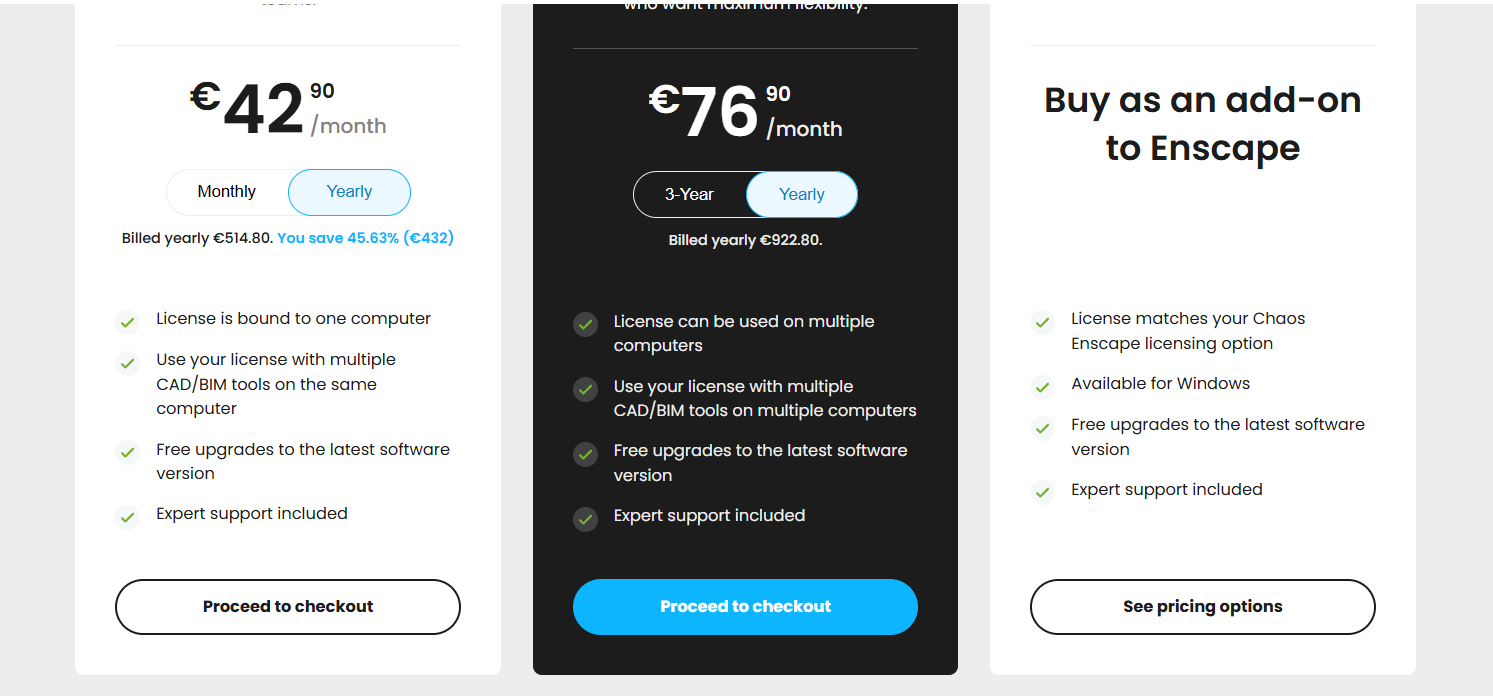 who want maximum flexibility.
€42 90
/month
Monthly Yearly
Billed yearly €514.80. You save 45.63% (€432)
License is bound to one computer
Use your license with multiple
CAD/BIM tools on the same
computer
Free upgrades to the latest software
version
Expert support included
Proceed to checkout
€76 90
/month
3-Year Yearly
Billed yearly €922.80.
License can be used on multiple
computers
Use your license with multiple
CAD/BIM tools on multiple computers
Free upgrades to the latest software
version
Expert support included
Proceed to checkout
Buy as an add-on
to Enscape
License matches your Chaos
Enscape licensing option
Available for Windows
Free upgrades to the latest software
version
Expert support included
See pricing options